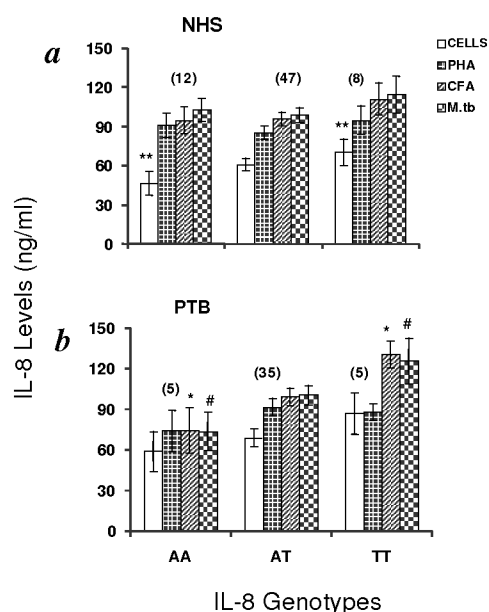 a
NHS
CELLS
PHA
CFA
M.tb
150
120
90
60
30
0
(12)
(47)
(8)
**
**
IL-8 Levels (ng/ml)
b
PTB
150
120
90
60
30
0
(5)
*
#
(35)
(5)
*
#
AA
AT
TT
IL-8 Genotypes